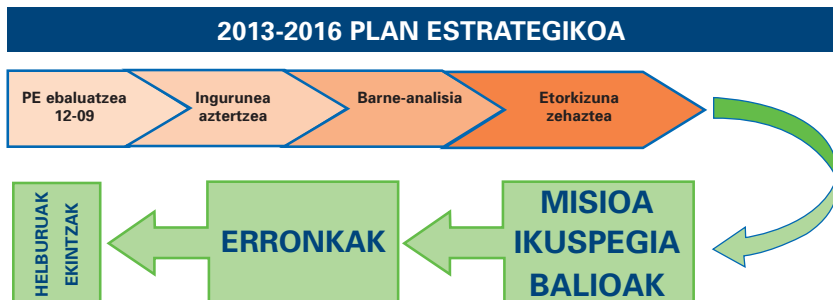 2013-2016 PLAN ESTRATEGIKOA
PE ebaluatzea
12-09
Ingurunea
aztertzea
Barne-analisia
Etorkizuna
zehaztea
HELBURUAK
EKINTZAK
ERRONKAK
MISIOA
IKUSPEGIA
BALIOAK